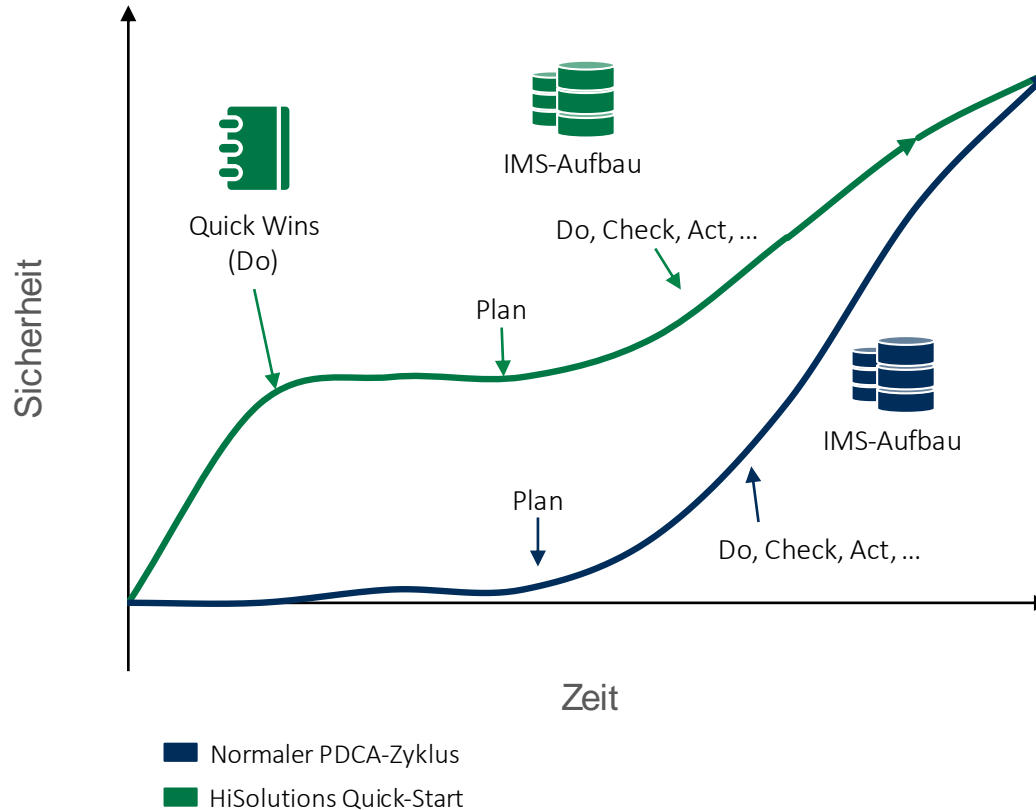 IMS-Aufbau
Quick Wins
(Do)
Do, Check, Act, ...
Plan
Sicherheit
IMS-Aufbau
Plan
Do, Check, Act, ...
Zeit
Normaler PDCA-Zyklus
HiSolutions Quick-Start